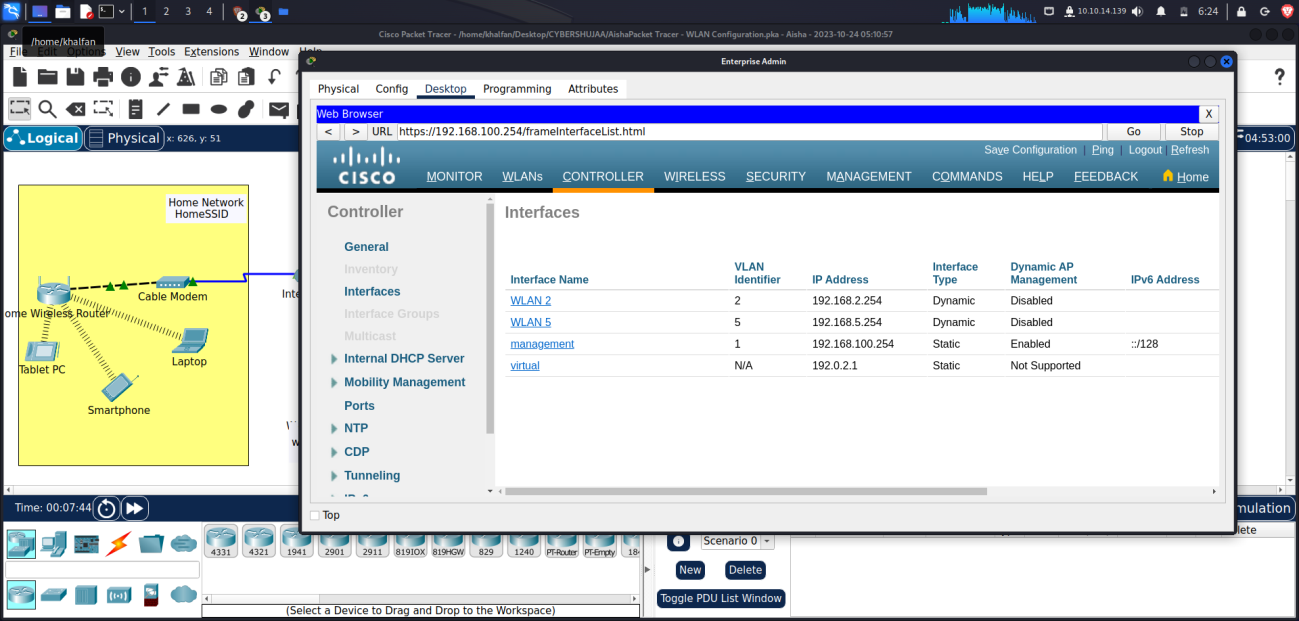 1 2 3 4 2 3 10.10.14.139 6:24
Cisco Packet Tracer - /home/khalfan/Desktop/CYBERSHUJAA/AishaPacket Tracer - WLAN Configuration.pka - Aisha - 2023-10-24 05:10:57
/home/khalfan
File Edit Options View Tools Extensions Window Help
Enterprise Admin
Physical Config Desktop Programming Attributes
Web Browser X
< > URL https://192.168.100.254/frameInterfaceList.html Go Stop
Logical Physical x: 626, y: 51 04:53:00
Save Configuration | Ping | Logout | Refresh
CISCO MONITOR WLANs CONTROLLER WIRELESS SECURITY MANAGEMENT COMMANDS HELP FEEDBACK Home
Controller
General
Inventory
Interfaces
Interface Groups
Multicast
Internal DHCP Server
Mobility Management
Ports
NTP
CDP
Tunneling
Interfaces
Interface Name VLAN Identifier IP Address Interface Type Dynamic AP Management IPv6 Address
WLAN 2 2 192.168.2.254 Dynamic Disabled
WLAN 5 5 192.168.5.254 Dynamic Disabled
management 1 192.168.100.254 Static Enabled ::/128
virtual N/A 192.0.2.1 Static Not Supported
Home Network
HomeSSID
Cable Modem
Inte
ome Wireless Router
Laptop
Tablet PC
Smartphone
Top
Time: 00:07:44
mulation
4331 4321 1941 2901 2911 819IOX 819HGW 829 1240 PT-Router PT-Empty 184
Scenario 0
lete
New Delete
Toggle PDU List Window
(Select a Device to Drag and Drop to the Workspace)